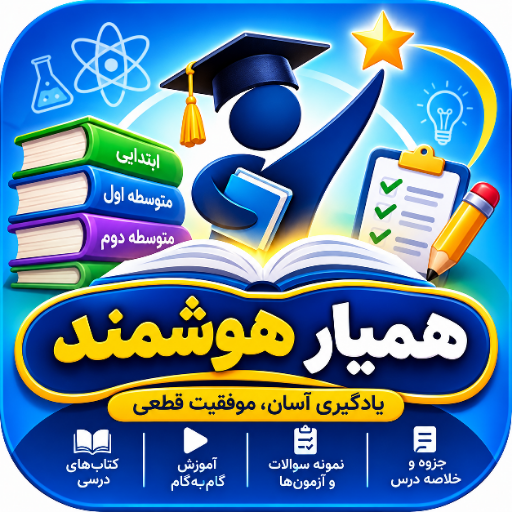 ابتدایی
متوسطه اول
متوسطه دوم
همیار هوشمند
یادگیری آسان، موفقیت قطعی
جزوه و
خلاصه درس
نمونه سوالات
و آزمون‌ها
آموزش
گام‌به‌گام
کتاب‌های
درسی